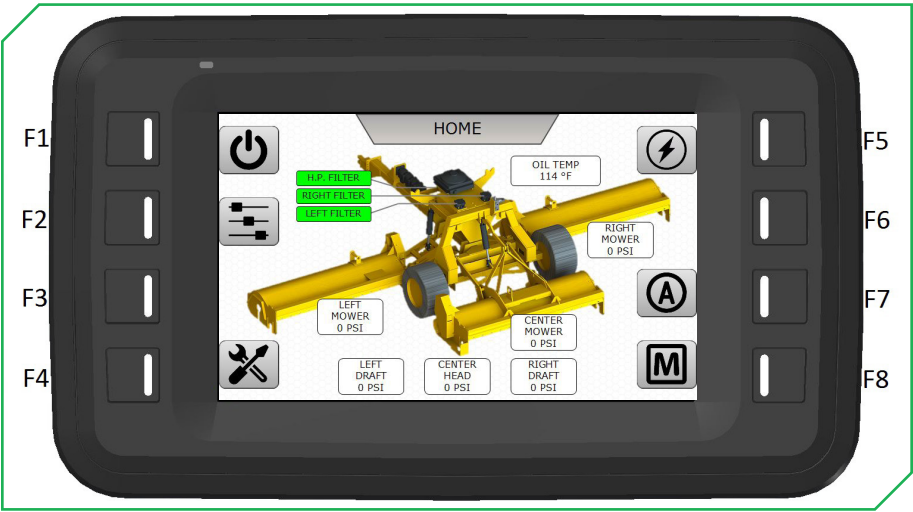 HOME
F1
F5
OIL TEMP
114 °F
H.P. FILTER
RIGHT FILTER
LEFT FILTER
F2
F6
RIGHT
MOWER
0 PSI
F3
F7
A
LEFT
MOWER
0 PSI
CENTER
MOWER
0 PSI
F4
F8
M
LEFT
DRAFT
0 PSI
CENTER
HEAD
0 PSI
RIGHT
DRAFT
0 PSI